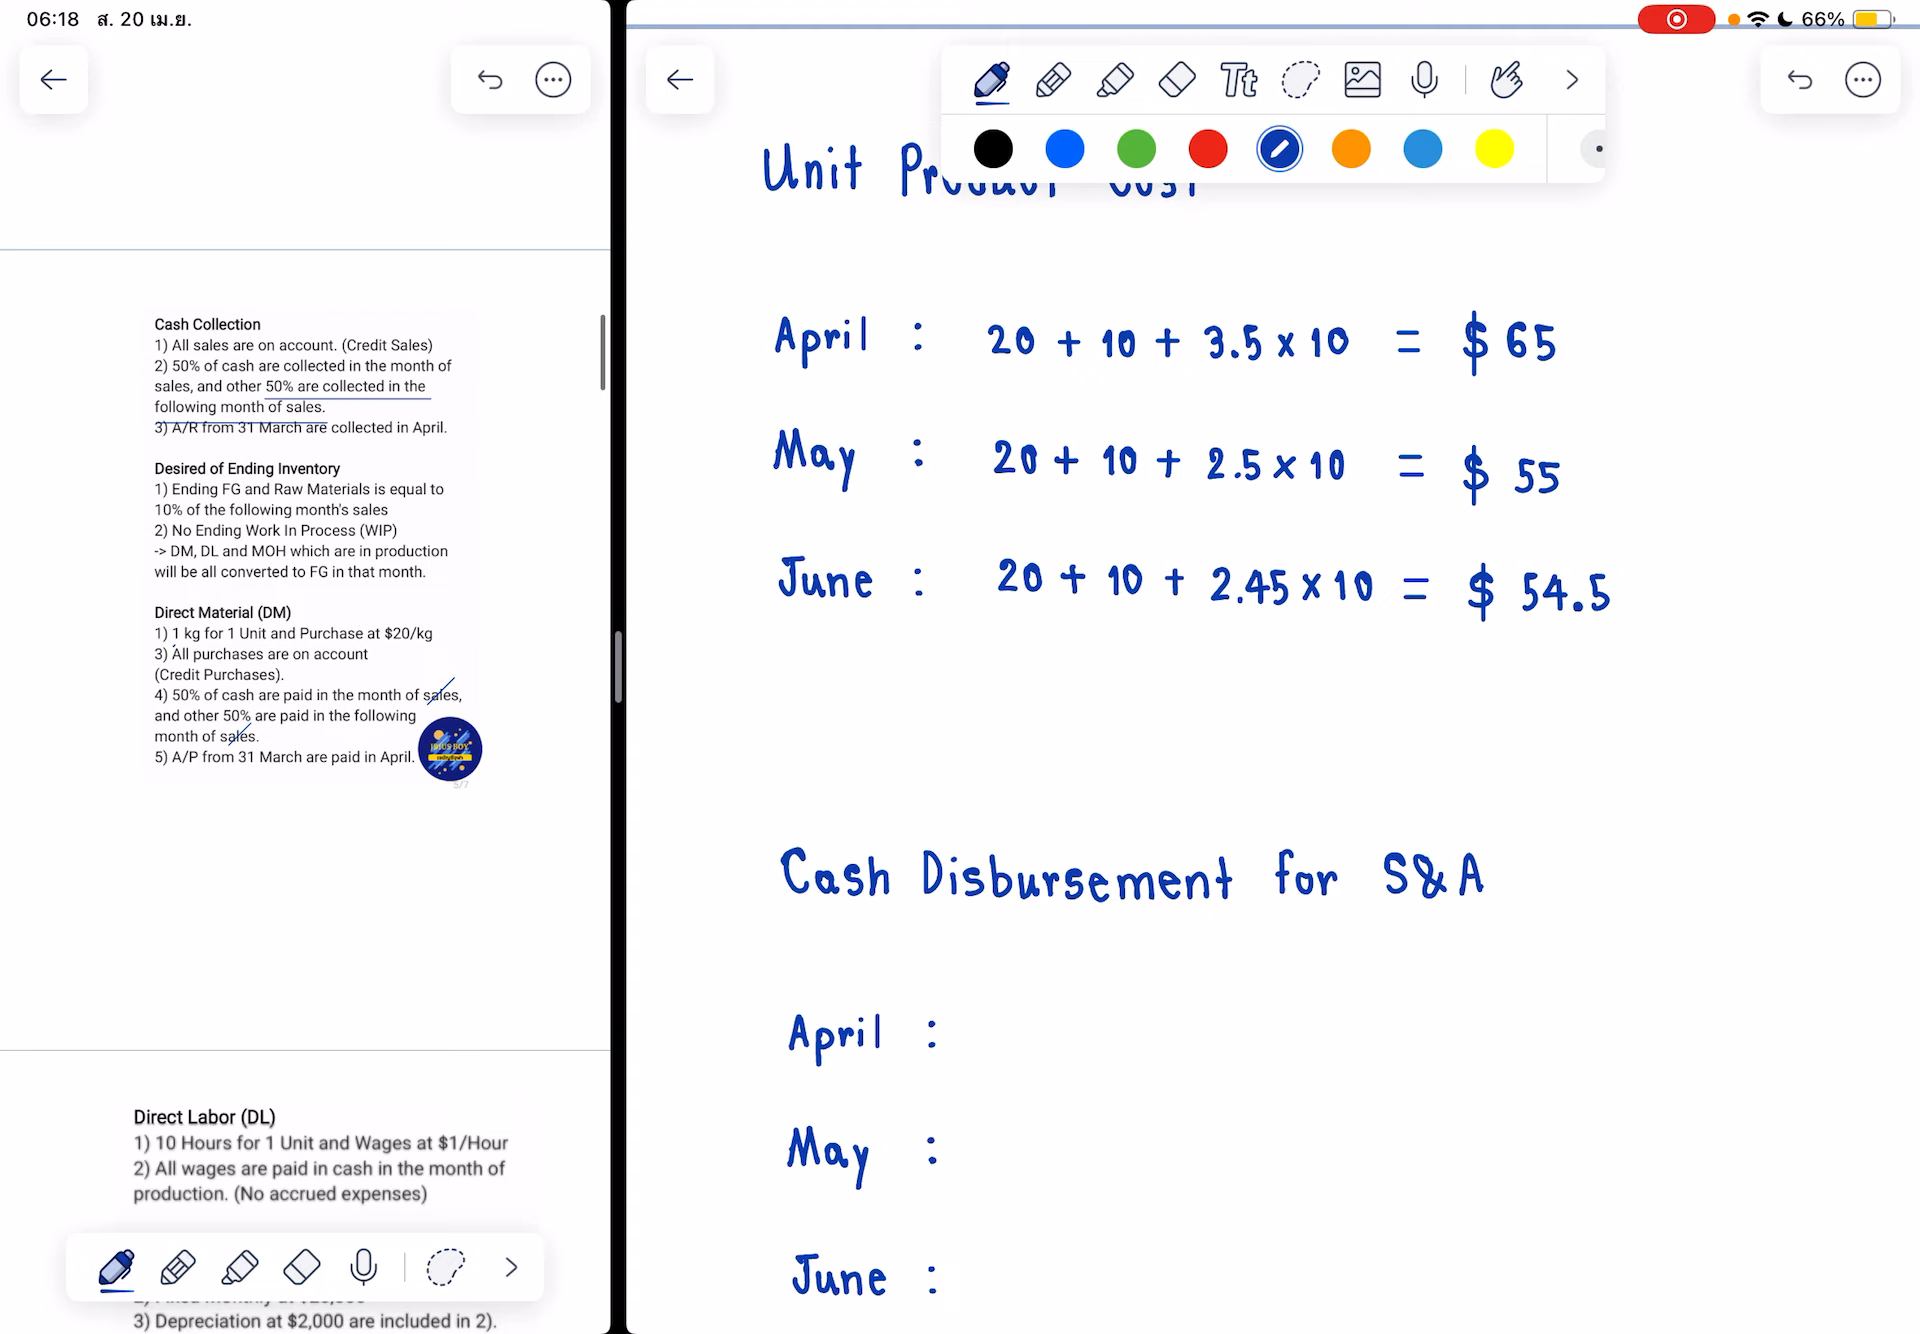 06:18 ส. 20 เม.ย.
66%
Cash Collection
1) All sales are on account. (Credit Sales)
2) 50% of cash are collected in the month of
sales, and other 50% are collected in the
following month of sales.
3) A/R from 31 March are collected in April.
Desired of Ending Inventory
1) Ending FG and Raw Materials is equal to
10% of the following month's sales
2) No Ending Work In Process (WIP)
-> DM, DL and MOH which are in production
will be all converted to FG in that month.
Direct Material (DM)
1) 1 kg for 1 Unit and Purchase at $20/kg
3) All purchases are on account
(Credit Purchases).
4) 50% of cash are paid in the month of sales,
and other 50% are paid in the following
month of sales.
5) A/P from 31 March are paid in April.
5/7
Direct Labor (DL)
1) 10 Hours for 1 Unit and Wages at $1/Hour
2) All wages are paid in cash in the month of
production. (No accrued expenses)
3) Depreciation at $2,000 are included in 2).
Tt
Unit Product Cost
April : 20 + 10 + 3.5 x 10 = $ 65
May : 20 + 10 + 2.5 x 10 = $ 55
June : 20 + 10 + 2.45 x 10 = $ 54.5
Cash Disbursement for S&A
April :
May :
June :